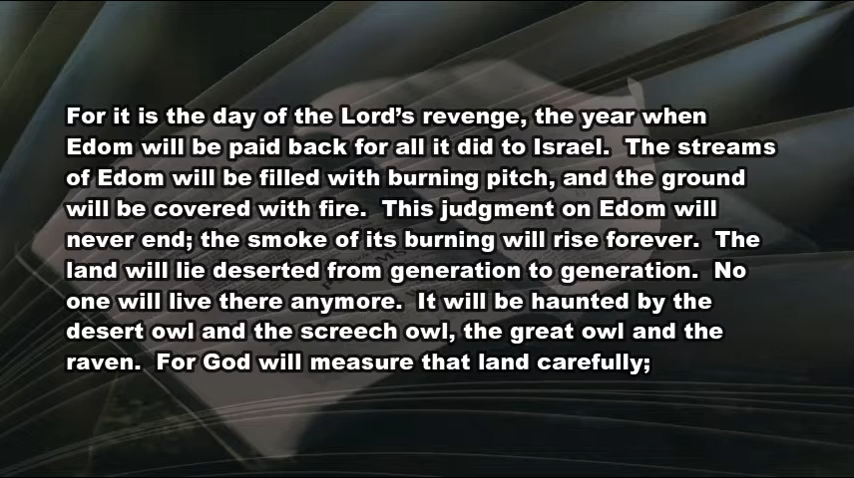 For it is the day of the Lord’s revenge, the year when
Edom will be paid back for all it did to Israel.  The streams
of Edom will be filled with burning pitch, and the ground
will be covered with fire.  This judgment on Edom will
never end; the smoke of its burning will rise forever.  The
land will lie deserted from generation to generation.  No
one will live there anymore.  It will be haunted by the
desert owl and the screech owl, the great owl and the
raven.  For God will measure that land carefully;